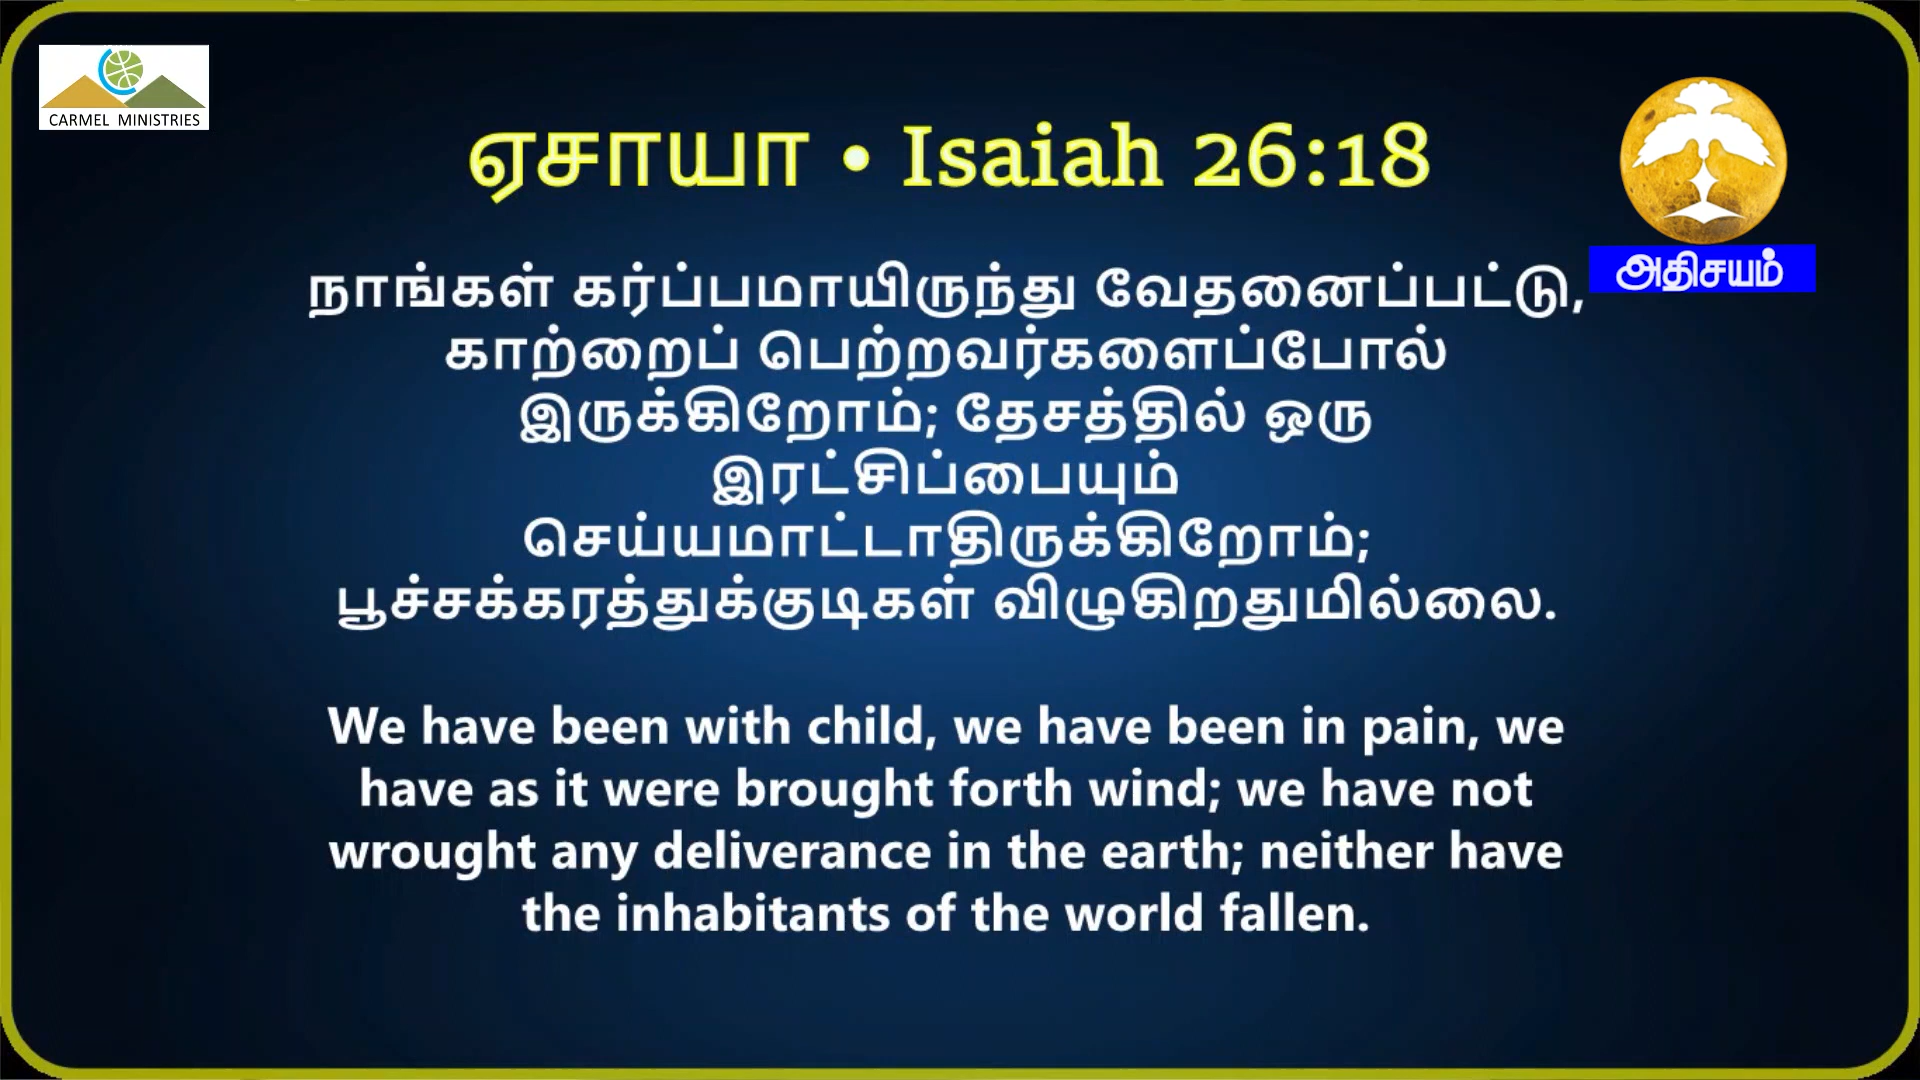 CARMEL MINISTRIES
ஏசாயா • Isaiah 26:18
அதிசயம்
நாங்கள் கர்ப்பமாயிருந்து வேதனைப்பட்டு,
காற்றைப் பெற்றவர்களைப்போல்
இருக்கிறோம்; தேசத்தில் ஒரு
இரட்சிப்பையும்
செய்யமாட்டாதிருக்கிறோம்;
பூச்சக்கரத்துக்குடிகள் விழுகிறதுமில்லை.
We have been with child, we have been in pain, we
have as it were brought forth wind; we have not
wrought any deliverance in the earth; neither have
the inhabitants of the world fallen.